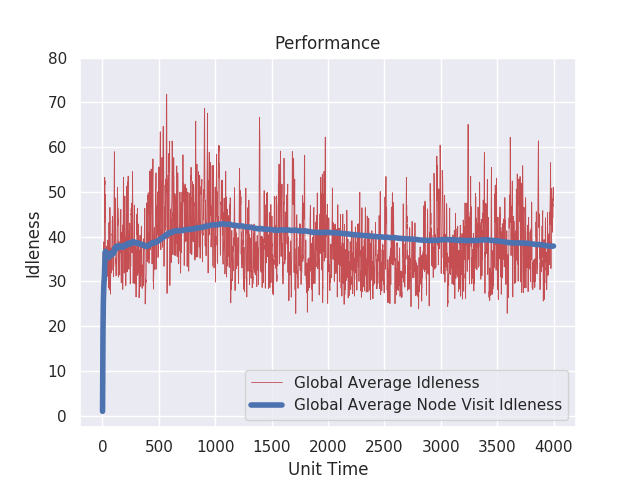 Performance
80
70
60
50
40
30
20
10
0
Idleness
Global Average Idleness
Global Average Node Visit Idleness
0 500 1000 1500 2000 2500 3000 3500 4000
Unit Time